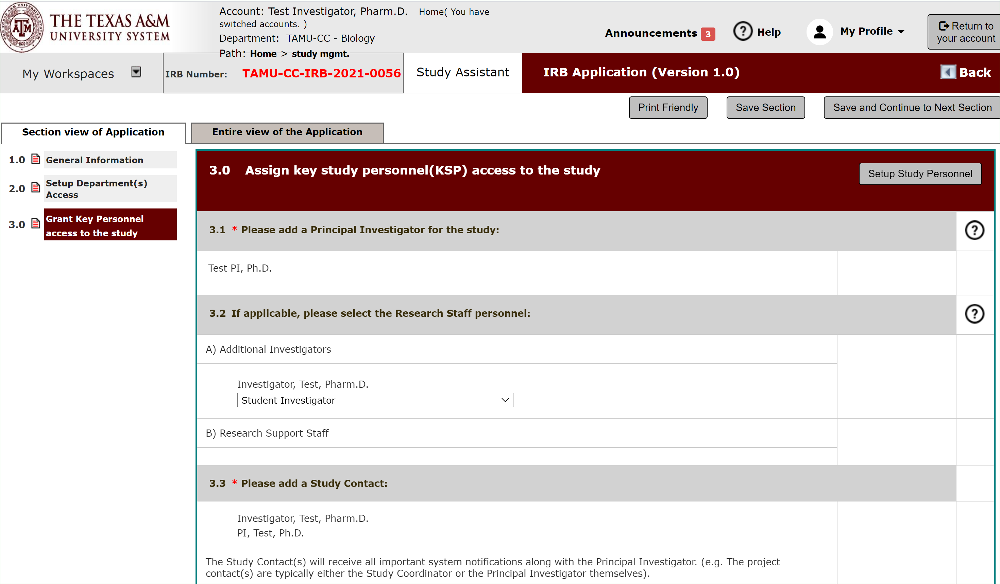 THE TEXAS A&M
UNIVERSITY SYSTEM
Account: Test Investigator, Pharm.D. Home( You have
switched accounts. )
Department: TAMU-CC - Biology
Path: Home > study mgmt.
Announcements 3
Help
My Profile
Return to
your account
My Workspaces
IRB Number: TAMU-CC-IRB-2021-0056
Study Assistant
IRB Application (Version 1.0)
Back
Print Friendly
Save Section
Save and Continue to Next Section
Section view of Application
Entire view of the Application
1.0 General Information
2.0 Setup Department(s)
Access
3.0 Grant Key Personnel
access to the study
3.0 Assign key study personnel(KSP) access to the study
Setup Study Personnel
3.1 * Please add a Principal Investigator for the study:
?
Test PI, Ph.D.
3.2 If applicable, please select the Research Staff personnel:
?
A) Additional Investigators
Investigator, Test, Pharm.D.
Student Investigator
B) Research Support Staff
3.3 * Please add a Study Contact:
Investigator, Test, Pharm.D.
PI, Test, Ph.D.
The Study Contact(s) will receive all important system notifications along with the Principal Investigator. (e.g. The project
contact(s) are typically either the Study Coordinator or the Principal Investigator themselves).